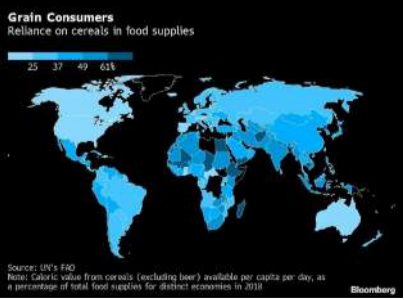 Grain Consumers
Reliance on cereals in food supplies
25 37 49 61%
Source: UN's FAO
Note: Caloric value from cereals (excluding beer) available per capita per day, as
a percentage of total food supplies for distinct economies in 2018
Bloomberg